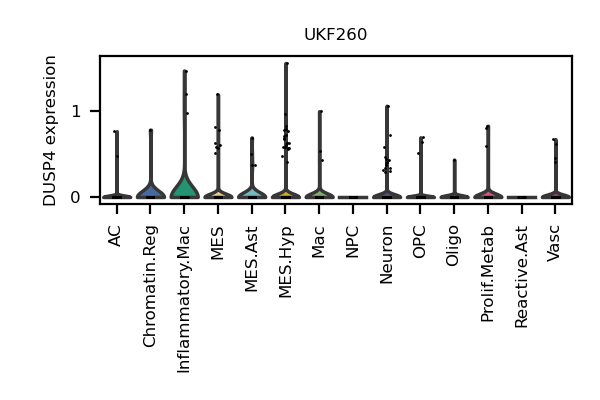 UKF260
DUSP4 expression
1
0
AC
Chromatin.Reg
Inflammatory.Mac
MES
MES.Ast
MES.Hyp
Mac
NPC
Neuron
OPC
Oligo
Prolif.Metab
Reactive.Ast
Vasc